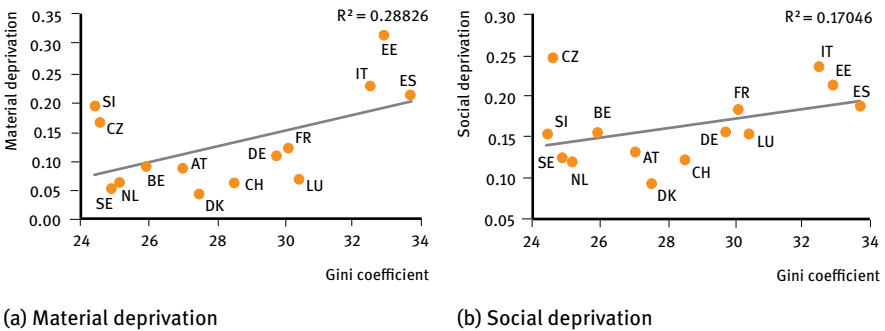 (a)
0.35
R² = 0.28826
0.30
0.25
0.20
0.15
0.10
0.05
0.00
Material deprivation
EE
IT
ES
SI
CZ
FR
DE
BE
AT
CH
LU
SE
NL
DK
24
26
28
30
32
34
Gini coefficient
(a) Material deprivation
(b)
0.30
R² = 0.17046
0.25
0.20
0.15
0.10
0.05
Social deprivation
CZ
IT
EE
ES
FR
SI
BE
DE
LU
SE
NL
AT
CH
DK
24
26
28
30
32
34
Gini coefficient
(b) Social deprivation